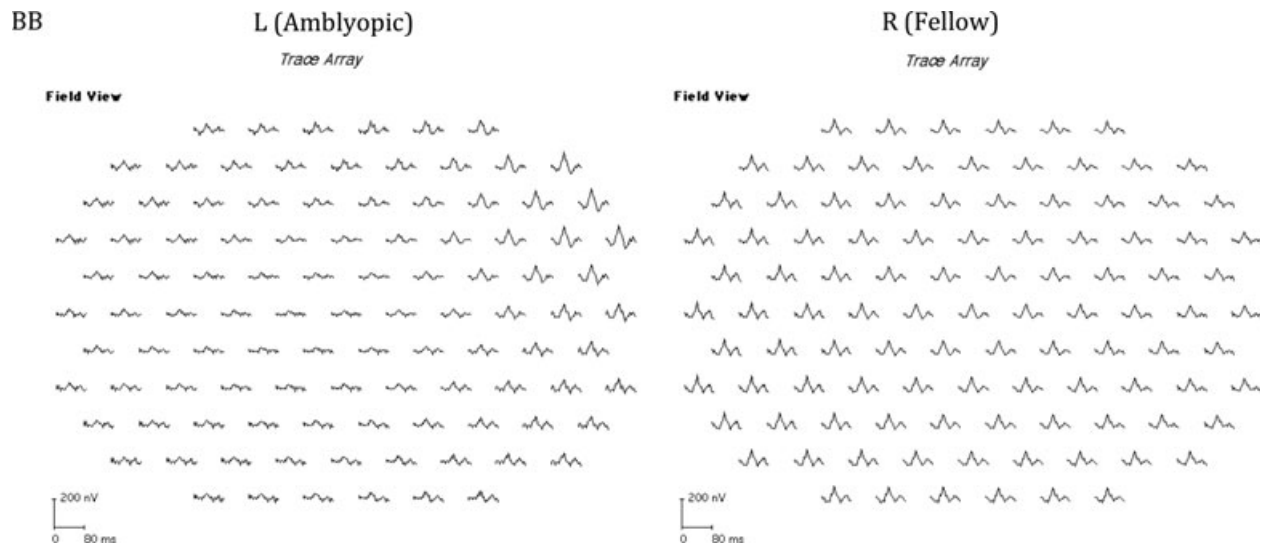 BB
L (Amblyopic)
R (Fellow)
Trace Array
Trace Array
Field View
Field View
200 nV
0 80 ms
200 nV
0 80 ms